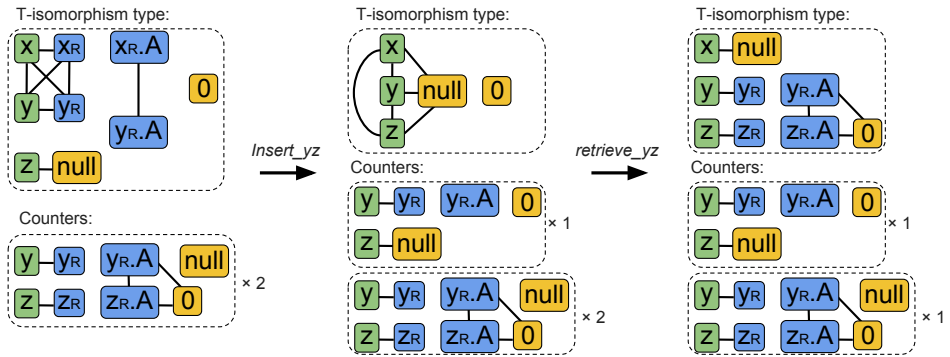 T-isomorphism type:
x xR xR.A
0
y yR yR.A
z null
Counters:
y yR yR.A null
z zR zR.A 0
× 2
Insert_yz
T-isomorphism type:
x
y null 0
z
Counters:
y yR yR.A 0
z null
× 1
y yR yR.A null
z zR zR.A 0
× 2
retrieve_yz
T-isomorphism type:
x null
y yR yR.A
z zR zR.A 0
Counters:
y yR yR.A 0
z null
× 1
y yR yR.A null
z zR zR.A 0
× 1